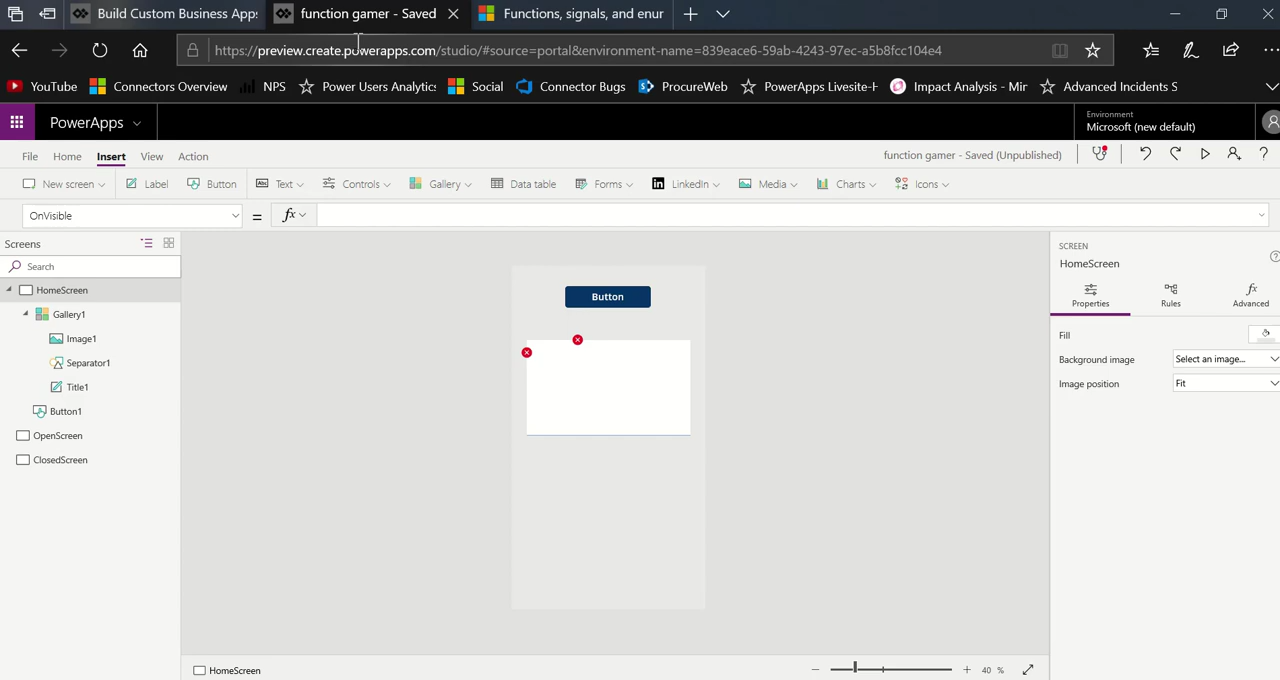 Build Custom Business Apps
function gamer - Saved
Functions, signals, and enur
https://preview.create.powerapps.com/studio/#source=portal&environment-name=839eace6-59ab-4243-97ec-a5b8fcc104e4
YouTube
Connectors Overview
NPS
Power Users Analytics
Social
Connector Bugs
ProcureWeb
PowerApps Livesite-H
Impact Analysis - Min
Advanced Incidents S
PowerApps
Environment
Microsoft (new default)
File
Home
Insert
View
Action
function gamer - Saved (Unpublished)
New screen
Label
Button
Text
Controls
Gallery
Data table
Forms
LinkedIn
Media
Charts
Icons
OnVisible
=
fx
Screens
Search
HomeScreen
Gallery1
Image1
Separator1
Title1
Button1
OpenScreen
ClosedScreen
Button
SCREEN
HomeScreen
Properties
Rules
Advanced
Fill
Background image
Select an image...
Image position
Fit
HomeScreen
40 %